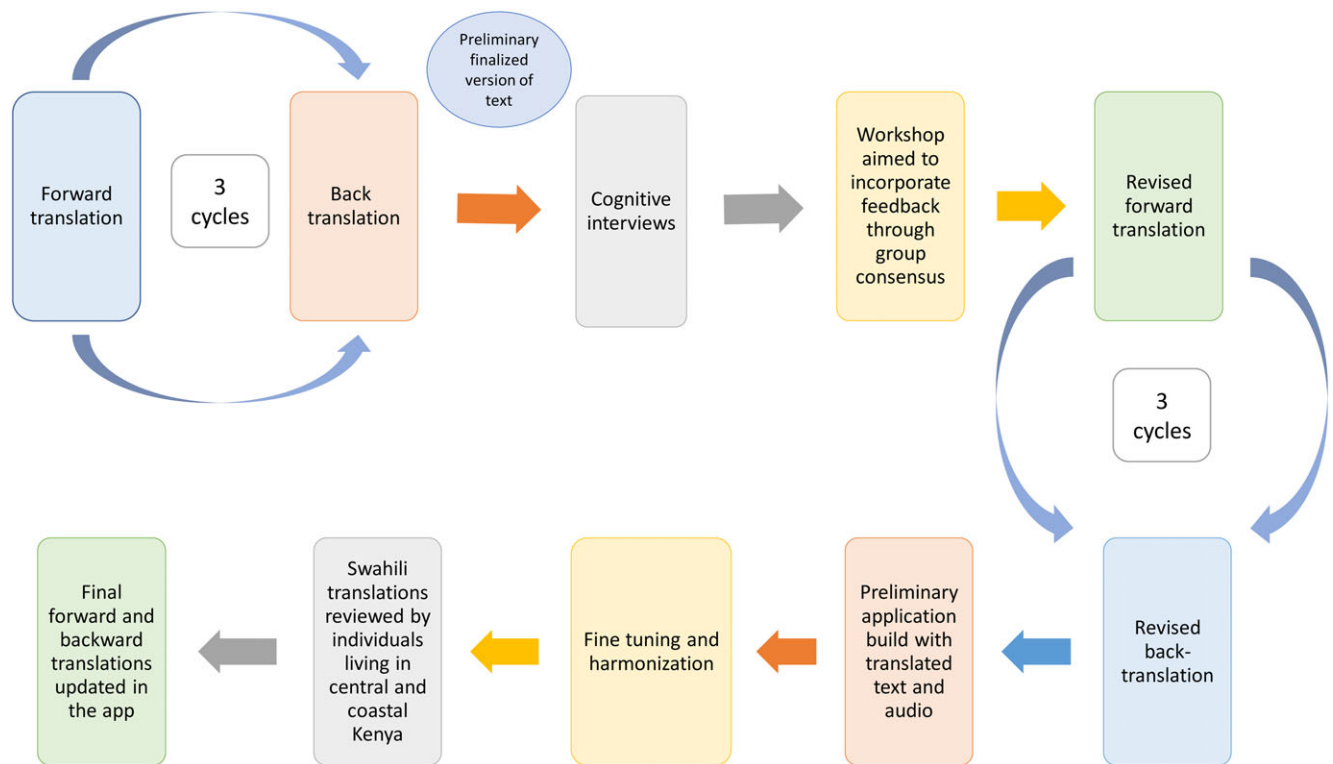 Forward
translation
3
cycles
Back
translation
Preliminary
finalized
version of
text
Cognitive
interviews
Workshop
aimed to
incorporate
feedback
through
group
consensus
Revised
forward
translation
3
cycles
Revised
back-
translation
Preliminary
application
build with
translated
text and
audio
Fine tuning and
harmonization
Swahili
translations
reviewed by
individuals
living in
central and
coastal
Kenya
Final
forward and
backward
translations
updated in
the app